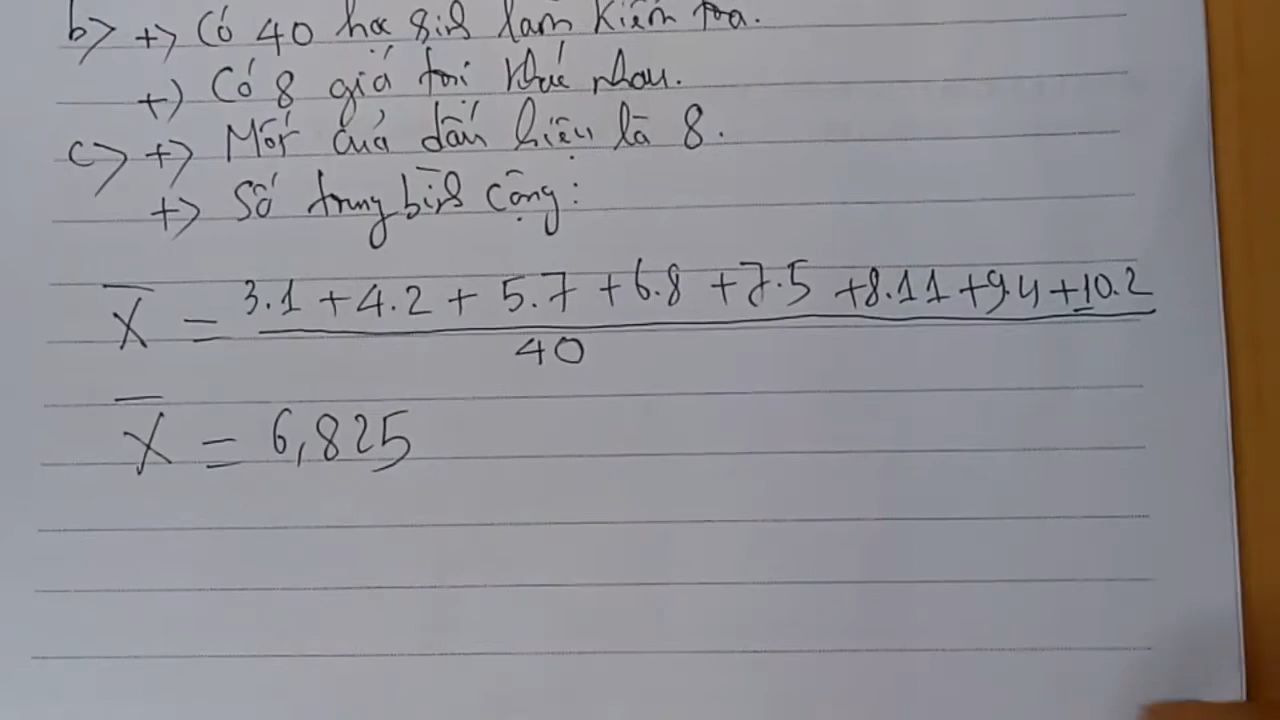 b> +> Có 40 học sinh làm kiểm tra.
+) Có 8 giá trị khác nhau.
c> +> Mốt của dấu hiệu là 8.
+> Số trung bình cộng:
X̄ = 3.1 + 4.2 + 5.7 + 6.8 + 7.5 + 8.11 + 9.4 + 10.2
40
X̄ = 6,825